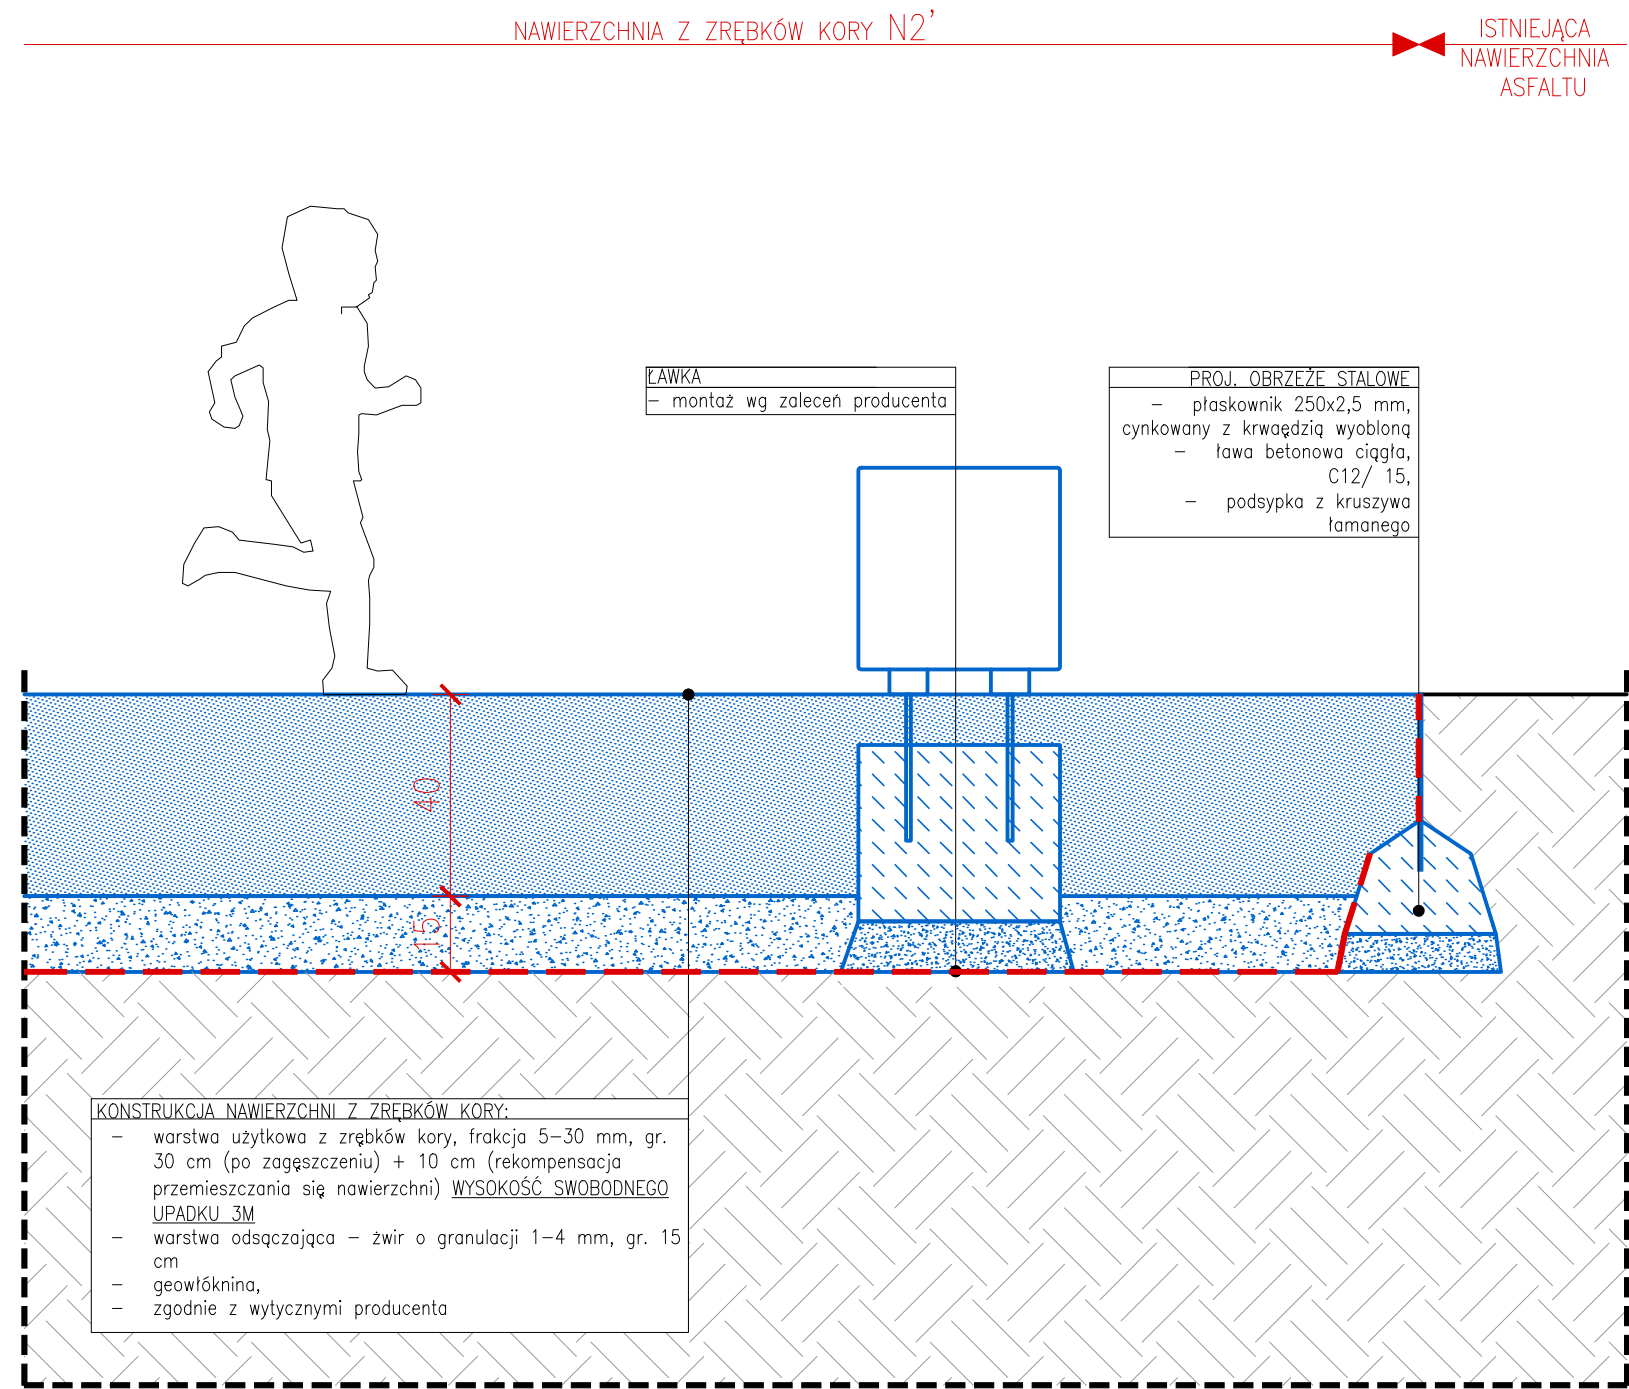 NAWIERZCHNIA Z ZRĘBKÓW KORY N2’
ISTNIEJĄCA
NAWIERZCHNIA
ASFALTU
ŁAWKA
– montaż wg zaleceń producenta
PROJ. OBRZEŻE STALOWE
– płaskownik 250x2,5 mm,
cynkowany z krwaędzią wyobloną
– ława betonowa ciągła,
C12/ 15,
– podsypka z kruszywa
łamanego
40
15
KONSTRUKCJA NAWIERZCHNI Z ZRĘBKÓW KORY:
– warstwa użytkowa z zrębków kory, frakcja 5–30 mm, gr.
30 cm (po zagęszczeniu) + 10 cm (rekompensacja
przemieszczania się nawierzchni) WYSOKOŚĆ SWOBODNEGO
UPADKU 3M
– warstwa odsączająca – żwir o granulacji 1–4 mm, gr. 15
cm
– geowłóknina,
– zgodnie z wytycznymi producenta